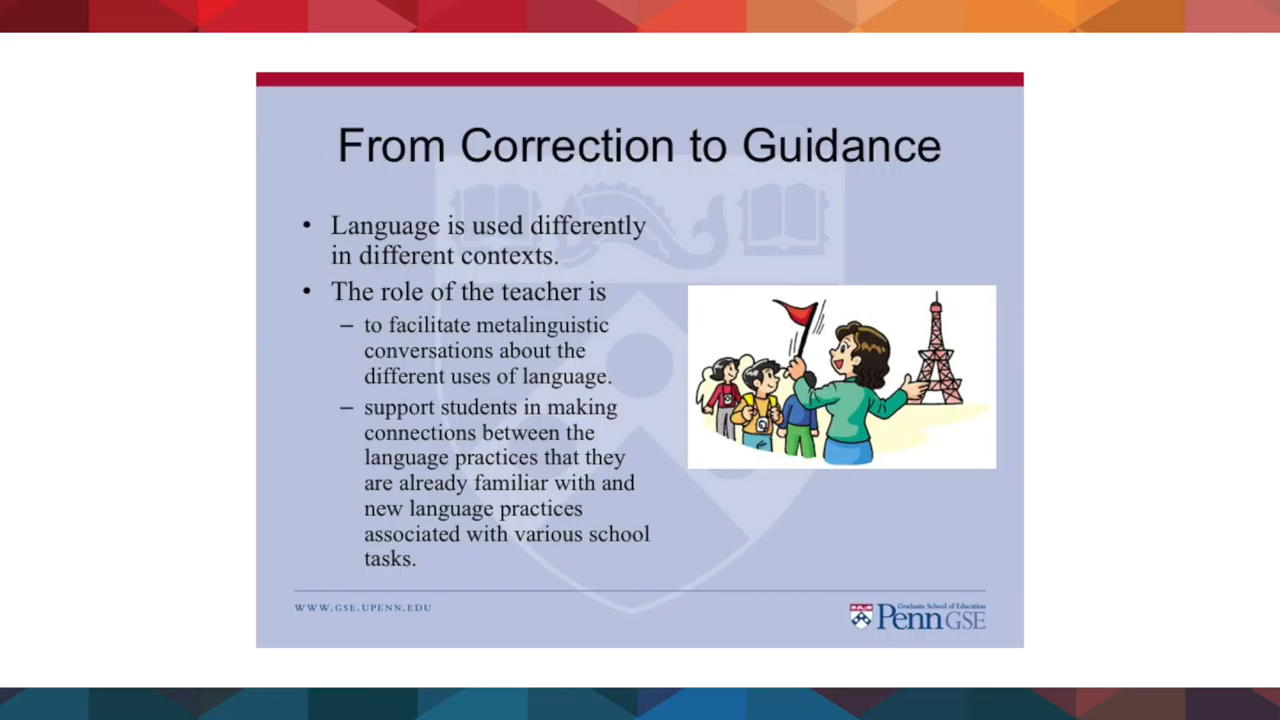 From Correction to Guidance
• Language is used differently
in different contexts.
• The role of the teacher is
– to facilitate metalinguistic
conversations about the
different uses of language.
– support students in making
connections between the
language practices that they
are already familiar with and
new language practices
associated with various school
tasks.
WWW.GSE.UPENN.EDU
Graduate School of Education
Penn GSE